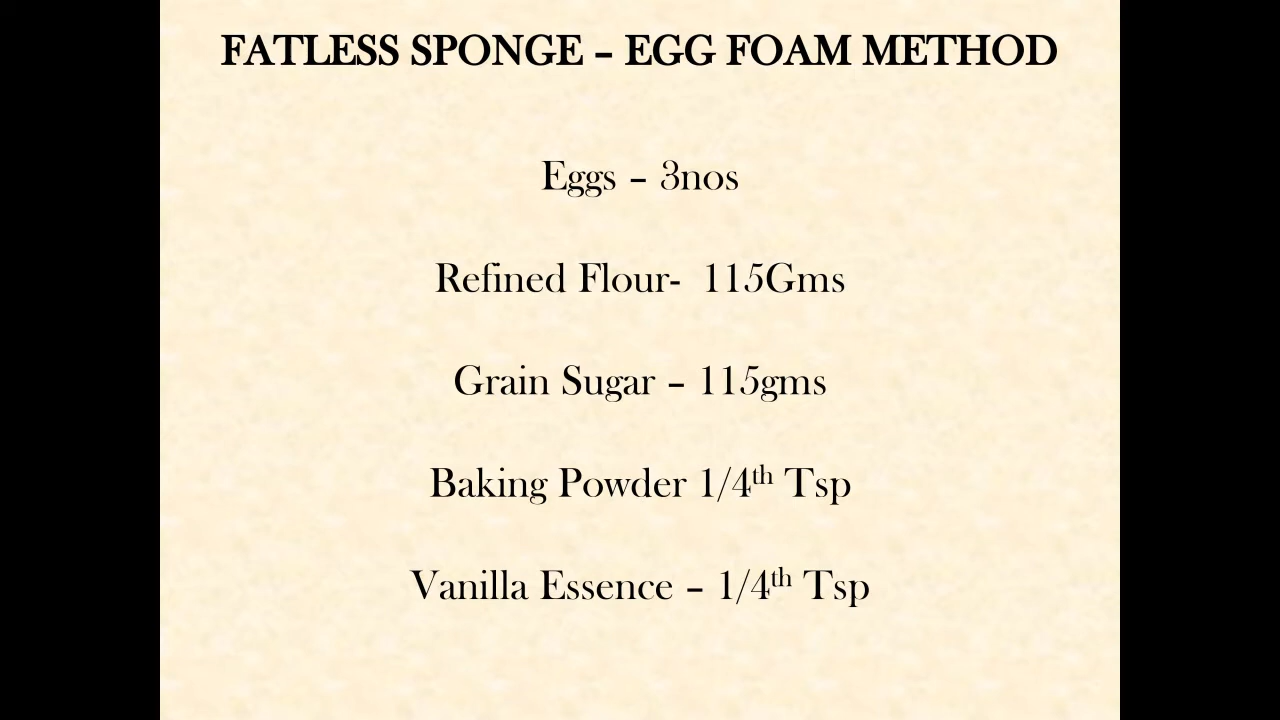 FATLESS SPONGE – EGG FOAM METHOD
Eggs – 3nos
Refined Flour-  115Gms
Grain Sugar – 115gms
Baking Powder 1/4th Tsp
Vanilla Essence – 1/4th Tsp